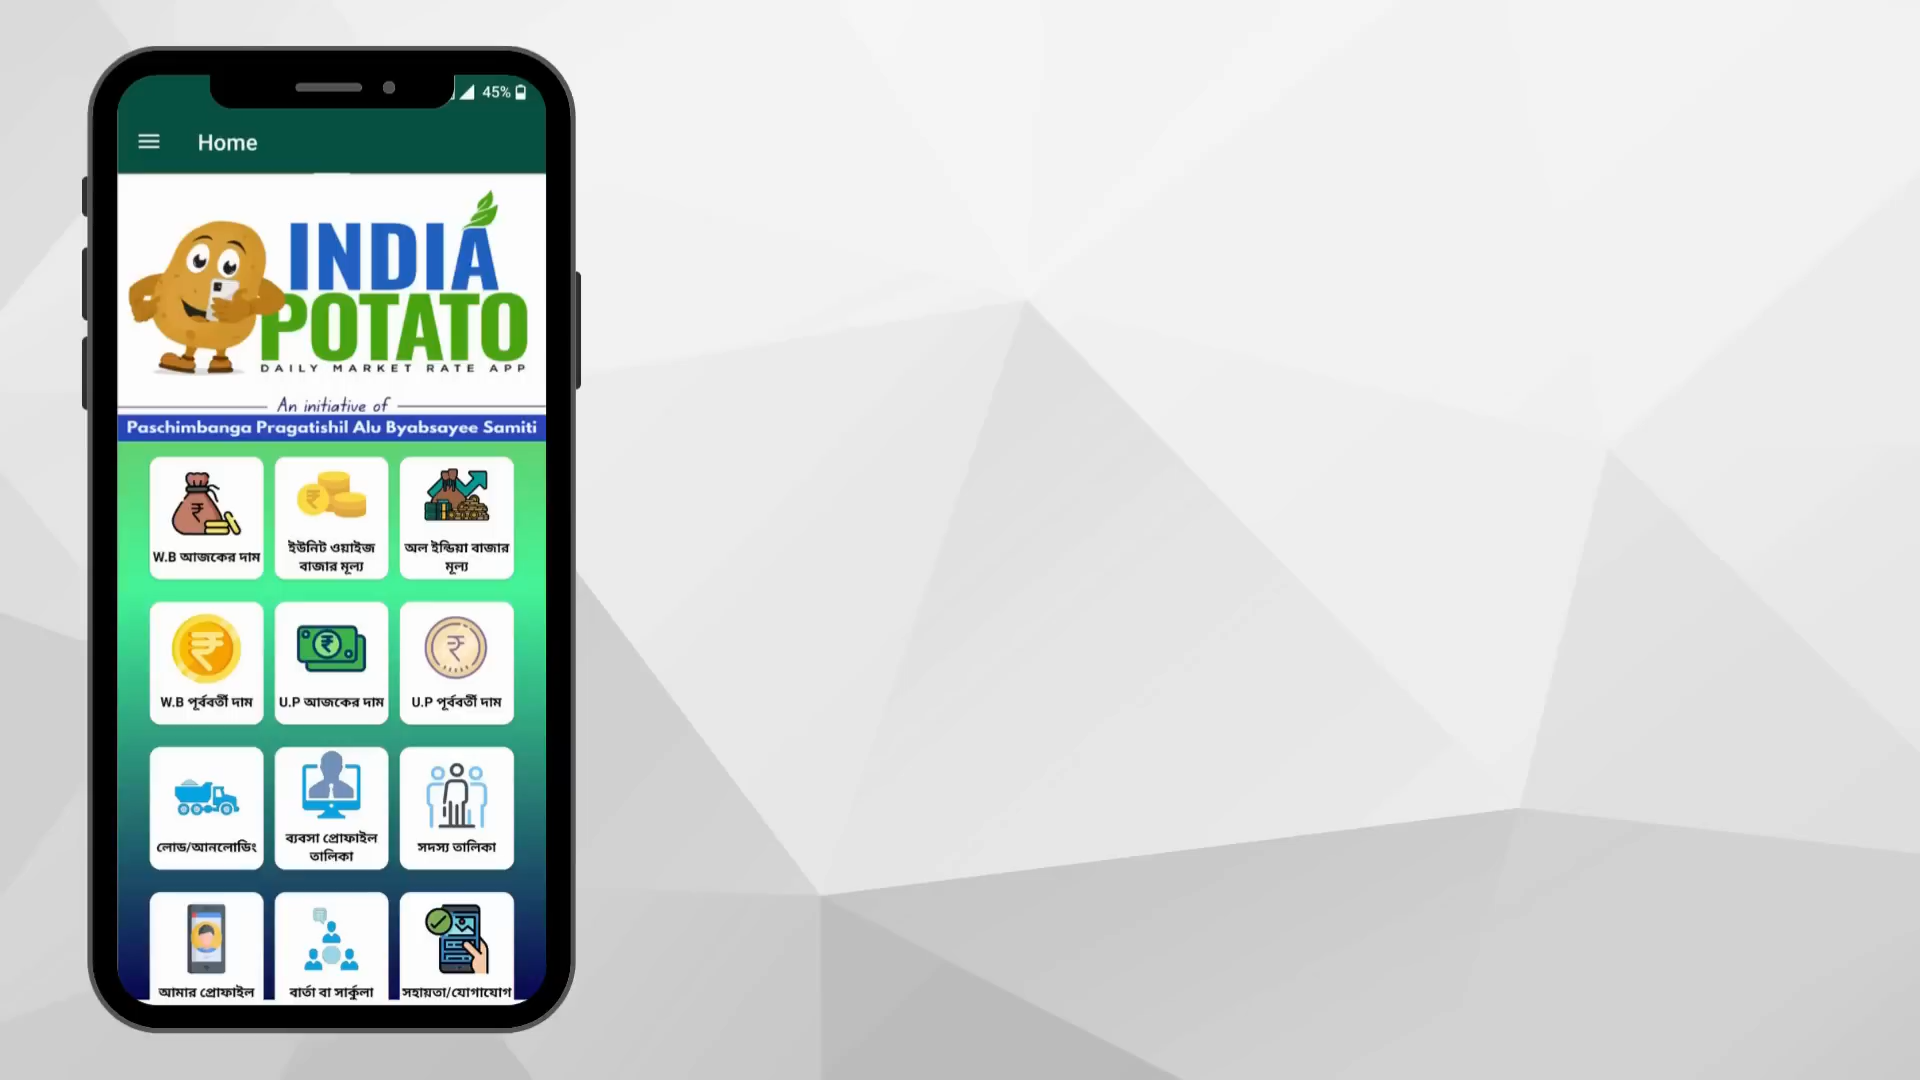 45%
Home
INDIA
POTATO
DAILY MARKET RATE APP
An initiative of
Paschimbanga Pragatishil Alu Byabsayee Samiti
W.B আজকের দাম
ইউনিট ওয়াইজ
বাজার মূল্য
অল ইন্ডিয়া বাজার
মূল্য
W.B পূর্ববর্তী দাম
U.P আজকের দাম
U.P পূর্ববর্তী দাম
লোড/আনলোডিং
ব্যবসা প্রোফাইল
তালিকা
সদস্য তালিকা
আমার প্রোফাইল
বার্তা বা সার্কুলা
সহায়তা/যোগাযোগ